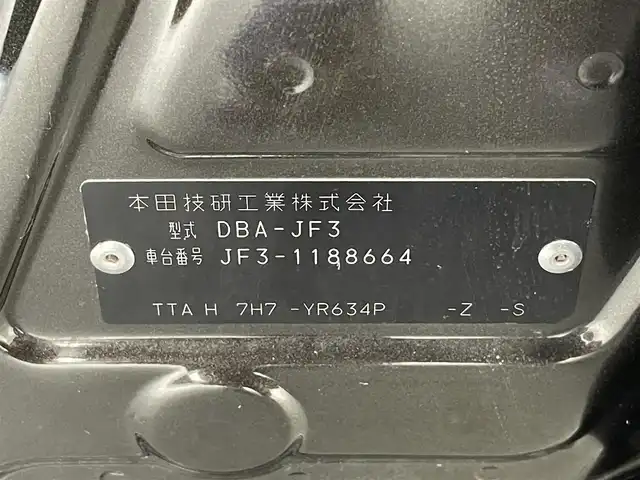 本田技研工業株式会社
型式 DBA-JF3
車台番号 JF3-1188664
TTA H 7H7 -YR634P -Z -S